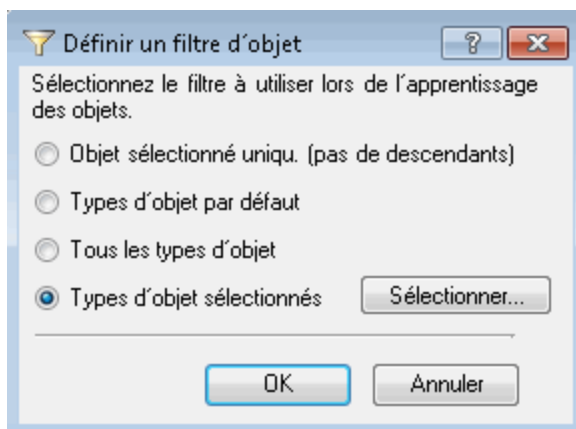 Définir un filtre d´objet
Sélectionnez le filtre à utiliser lors de l´apprentissage
des objets.
Objet sélectionné uniqu. (pas de descendants)
Types d´objet par défaut
Tous les types d´objet
Types d´objet sélectionnés
Sélectionner...
OK
Annuler